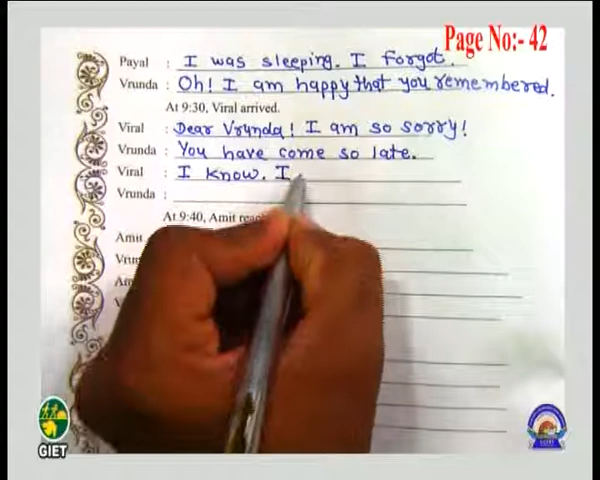 Page No:- 42
Payal : I was sleeping. I forgot.
Vrunda : Oh! I am happy that you remembered.
At 9:30, Viral arrived.
Viral : Dear Vrunda! I am so sorry!
Vrunda : You have come so late.
Viral : I know. I
Vrunda :
At 9:40, Amit
Amit
GIET